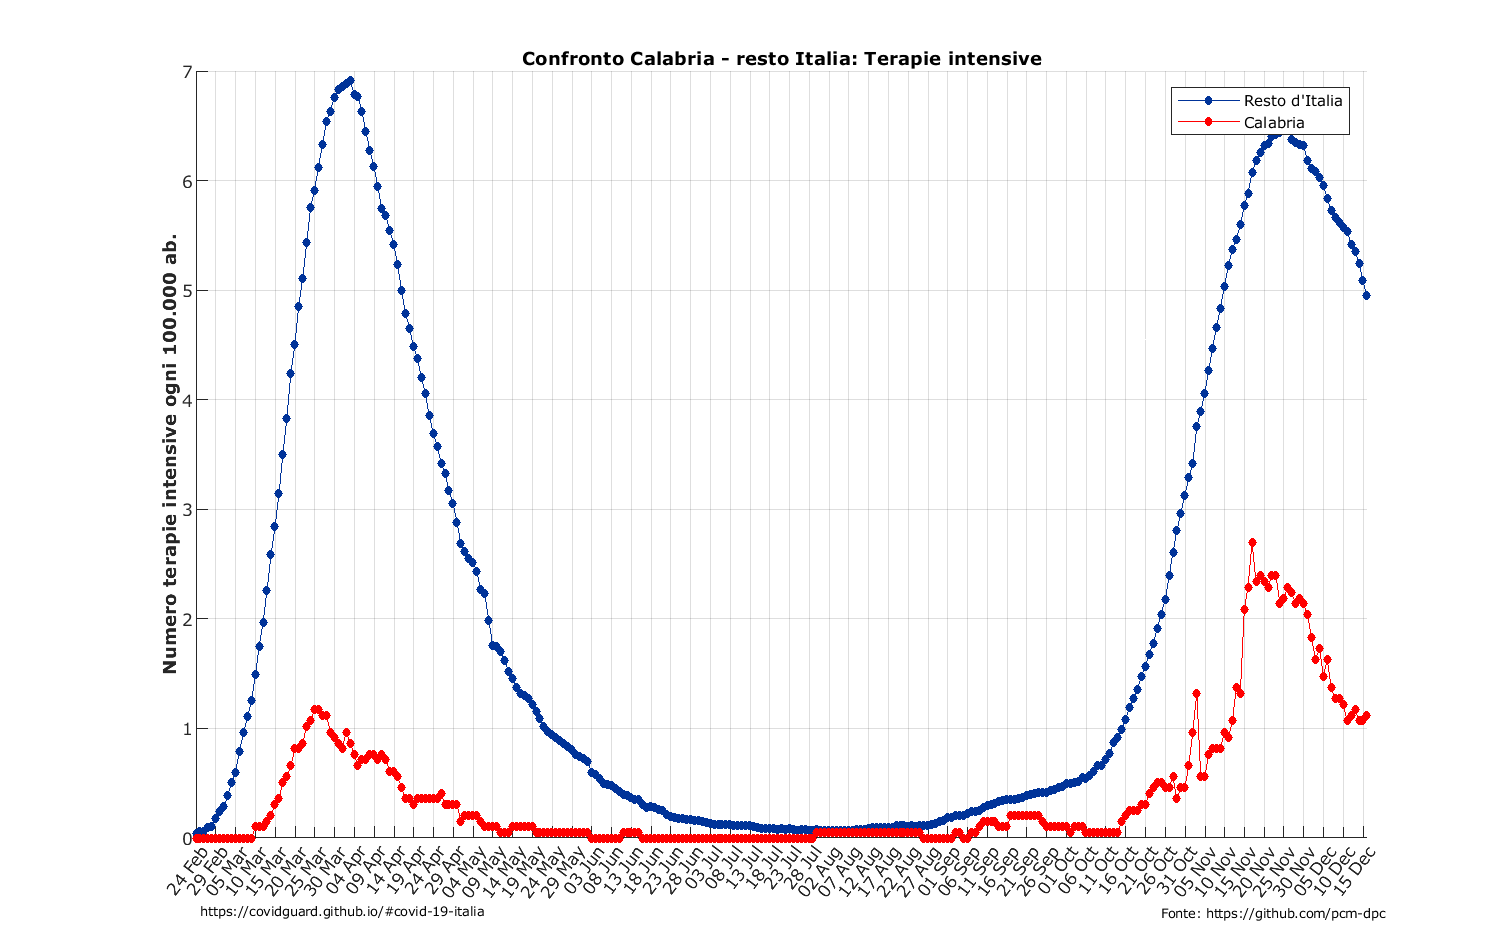 Confronto Calabria - resto Italia: Terapie intensive
Resto d'Italia
Calabria
Numero terapie intensive ogni 100.000 ab.
7
6
5
4
3
2
1
0
24 Feb
29 Feb
05 Mar
10 Mar
15 Mar
20 Mar
25 Mar
30 Mar
04 Apr
09 Apr
14 Apr
19 Apr
24 Apr
29 Apr
04 May
09 May
14 May
19 May
24 May
29 May
03 Jun
08 Jun
13 Jun
18 Jun
23 Jun
28 Jun
03 Jul
08 Jul
13 Jul
18 Jul
23 Jul
28 Jul
02 Aug
07 Aug
12 Aug
17 Aug
22 Aug
27 Aug
01 Sep
06 Sep
11 Sep
16 Sep
21 Sep
26 Sep
01 Oct
06 Oct
11 Oct
16 Oct
21 Oct
26 Oct
31 Oct
05 Nov
10 Nov
15 Nov
20 Nov
25 Nov
30 Nov
05 Dec
10 Dec
15 Dec
https://covidguard.github.io/#covid-19-italia
Fonte: https://github.com/pcm-dpc